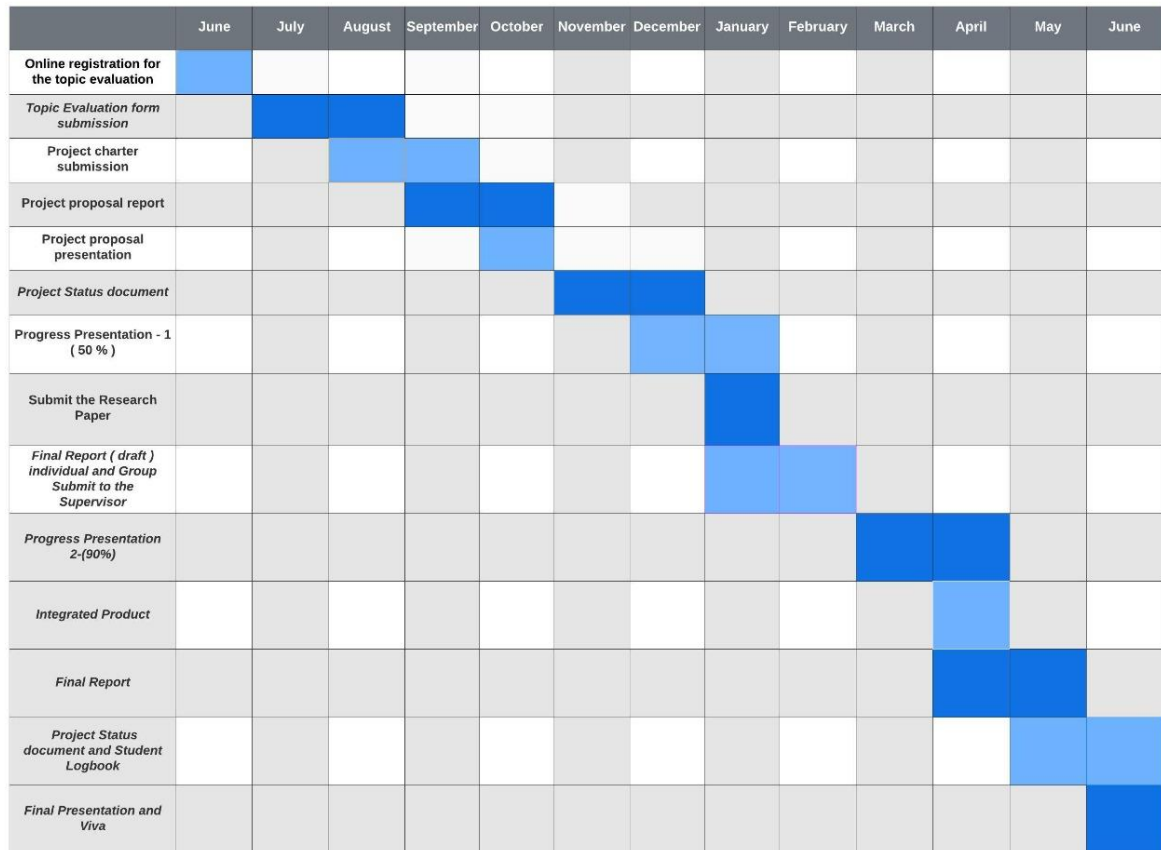 June July August September October November December January February March April May June
Online registration for
the topic evaluation
Topic Evaluation form
submission
Project charter
submission
Project proposal report
Project proposal
presentation
Project Status document
Progress Presentation - 1
( 50 % )
Submit the Research
Paper
Final Report ( draft )
individual and Group
Submit to the
Supervisor
Progress Presentation
2-(90%)
Integrated Product
Final Report
Project Status
document and Student
Logbook
Final Presentation and
Viva